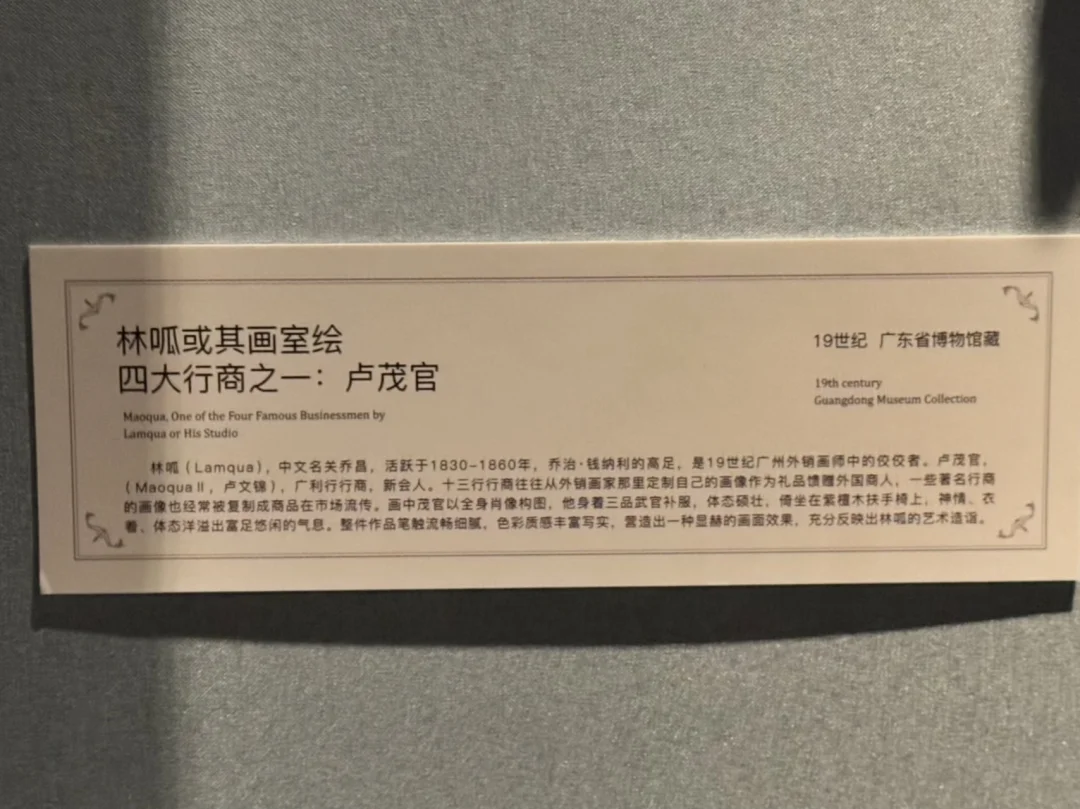 林呱或其画室绘
四大行商之一：卢茂官
Maoqua, One of the Four Famous Businessmen by
Lamqua or His Studio
19世纪 广东省博物馆藏
19th century
Guangdong Museum Collection
林呱（Lamqua），中文名关乔昌，活跃于1830-1860年，乔治·钱纳利的高足，是19世纪广州外销画师中的佼佼者。卢茂官，
（MaoquaⅡ，卢文锦），广利行行商，新会人。十三行行商往往从外销画家那里定制自己的画像作为礼品馈赠外国商人，一些著名行商
的画像也经常被复制成商品在市场流传。画中茂官以全身肖像构图，他身着三品武官补服，体态硕壮，倚坐在紫檀木扶手椅上，神情、衣
着、体态洋溢出富足悠闲的气息。整件作品笔触流畅细腻，色彩质感丰富写实，营造出一种显赫的画面效果，充分反映出林呱的艺术造诣。